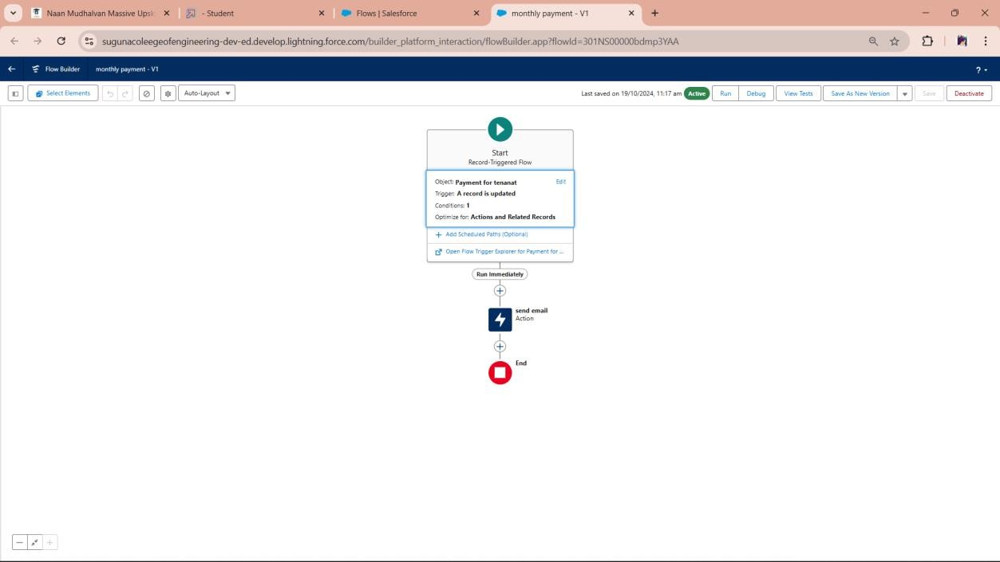 Naan Mudhalvan Massive Upsk
- Student
Flows | Salesforce
monthly payment - V1
sugunacoleegeofengineering-dev-ed.develop.lightning.force.com/builder_platform_interaction/flowBuilder.app?flowId=301NS00000bdmp3YAA
Flow Builder
monthly payment - V1
?
Select Elements
Auto-Layout
Last saved on 19/10/2024, 11:17 am
Active
Run
Debug
View Tests
Save As New Version
Save
Deactivate
Start
Record-Triggered Flow
Object: Payment for tenanat
Edit
Trigger: A record is updated
Conditions: 1
Optimize for: Actions and Related Records
+ Add Scheduled Paths (Optional)
Open Flow Trigger Explorer for Payment for ...
Run Immediately
send email
Action
End